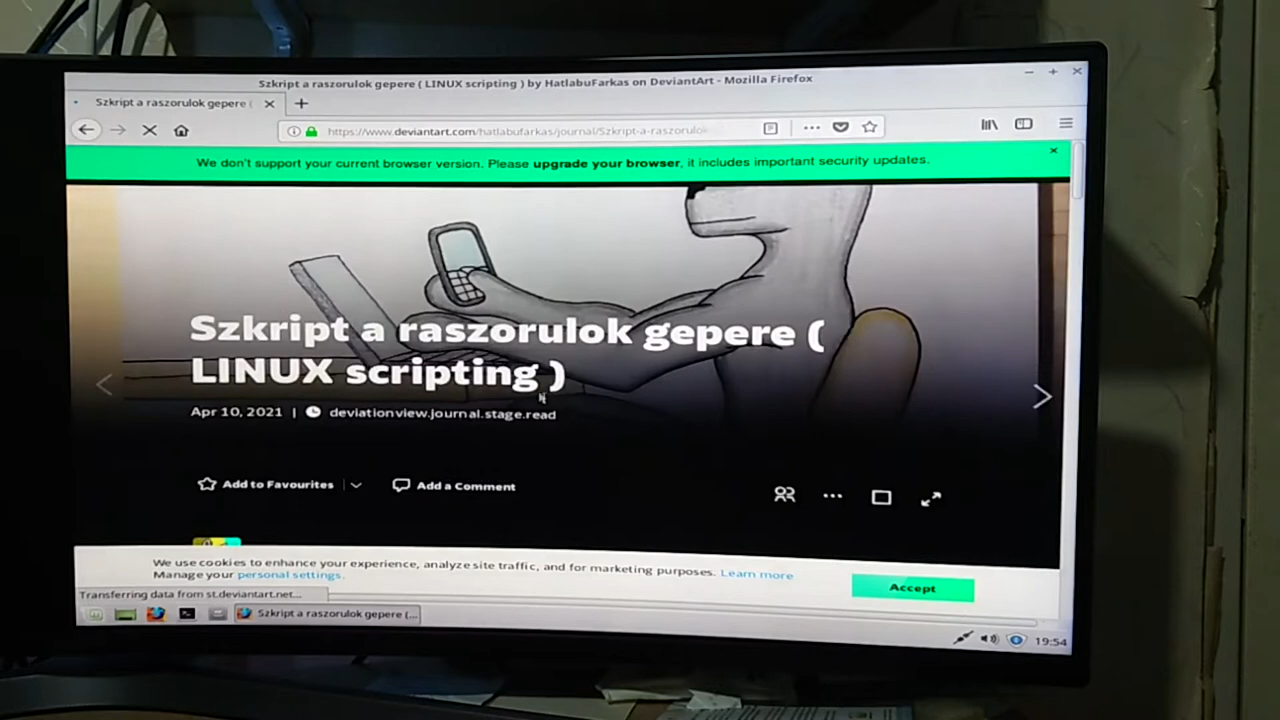 Szkript a raszorulok gepere ( LINUX scripting ) by HatlabuFarkas on DeviantArt - Mozilla Firefox
Szkript a raszorulok gepere (
https://www.deviantart.com/hatlabufarkas/journal/Szkript-a-raszorulok
We don't support your current browser version. Please upgrade your browser, it includes important security updates.
Szkript a raszorulok gepere (
LINUX scripting )
Apr 10, 2021 | deviationview.journal.stage.read
Add to Favourites
Add a Comment
We use cookies to enhance your experience, analyze site traffic, and for marketing purposes. Learn more
Manage your personal settings.
Accept
Transferring data from st.deviantart.net...
Szkript a raszorulok gepere (...
19:54